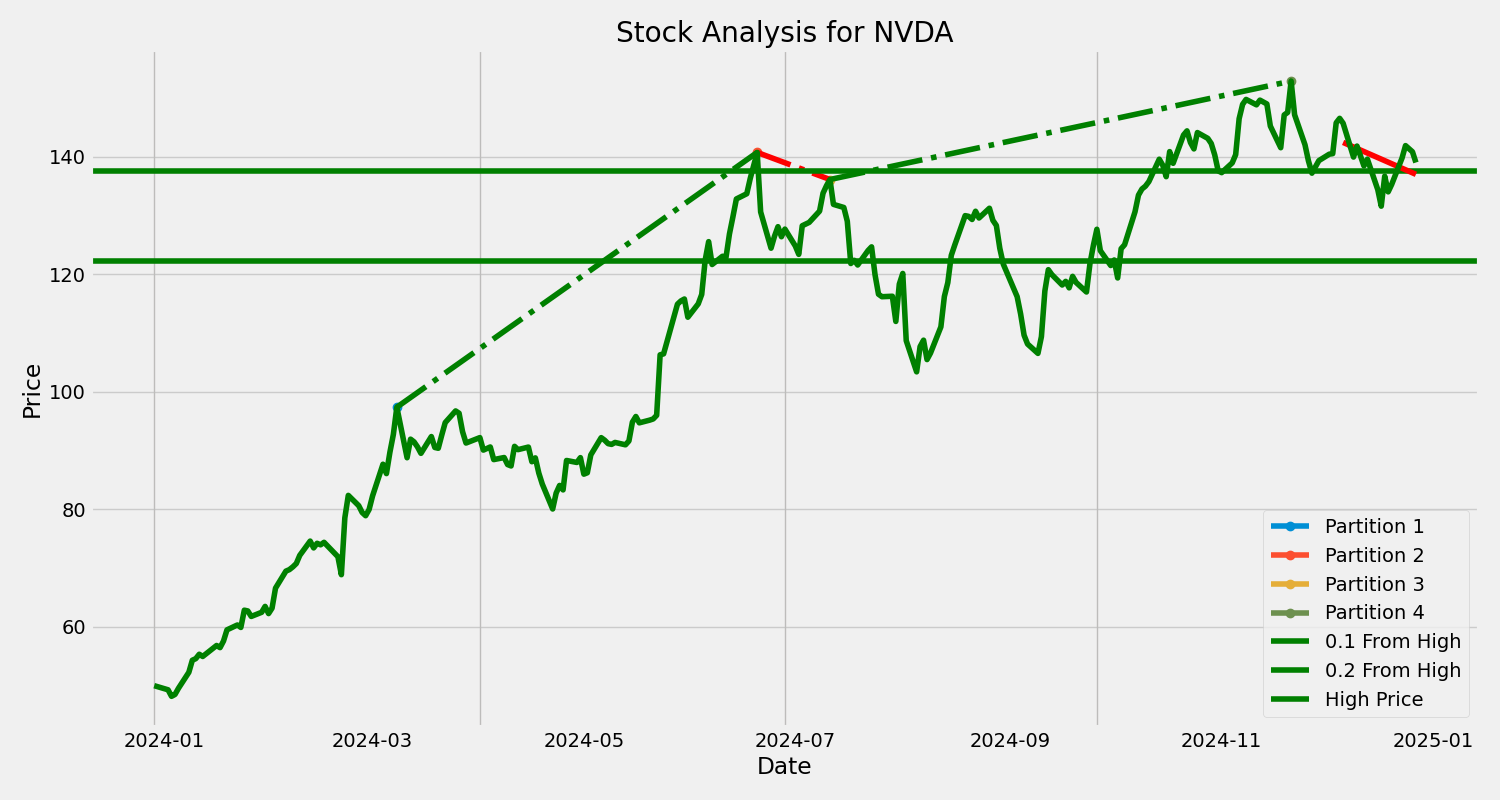 Stock Analysis for NVDA
Price
140
120
100
80
60
Partition 1
Partition 2
Partition 3
Partition 4
0.1 From High
0.2 From High
High Price
2024-01 2024-03 2024-05 2024-07 2024-09 2024-11 2025-01
Date